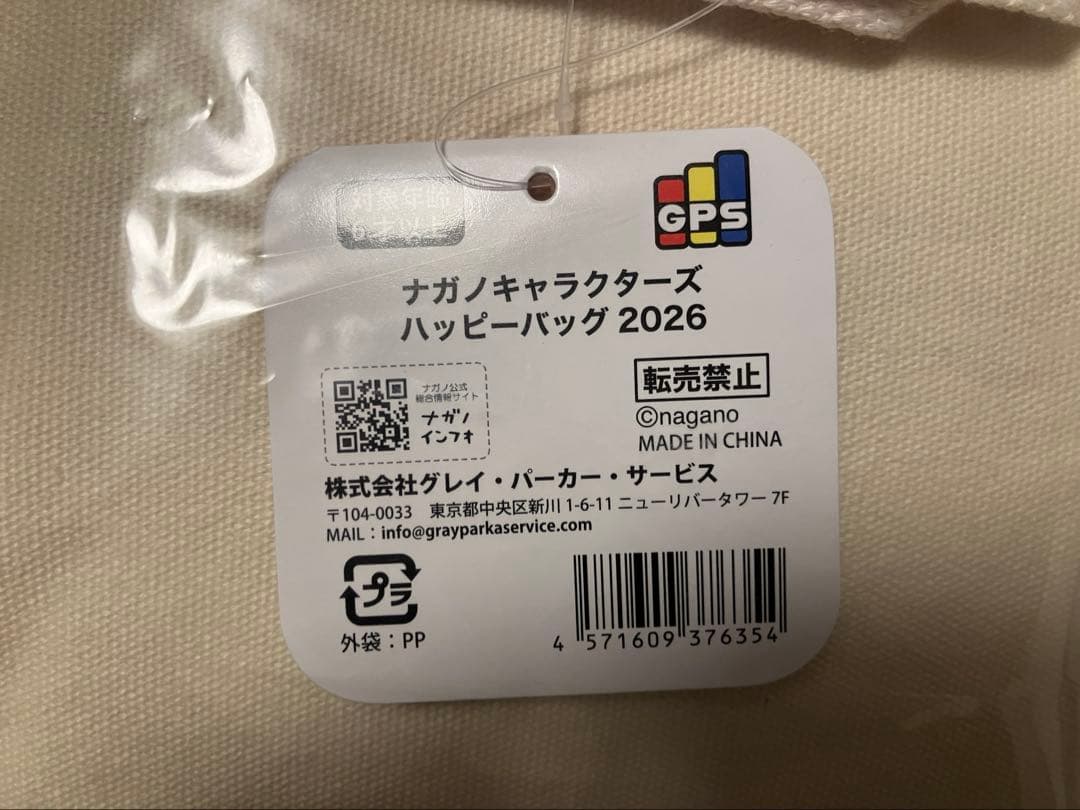 対象年齢
GPS
ナガノキャラクターズ
ハッピーバッグ 2026
ナガノ公式
総合情報サイト
ナガノ
インフォ
転売禁止
©nagano
MADE IN CHINA
株式会社グレイ・パーカー・サービス
〒104-0033 東京都中央区新川 1-6-11 ニューリバータワー 7F
MAIL：info@grayparkaservice.com
プラ
外袋：PP
4 571609 376354